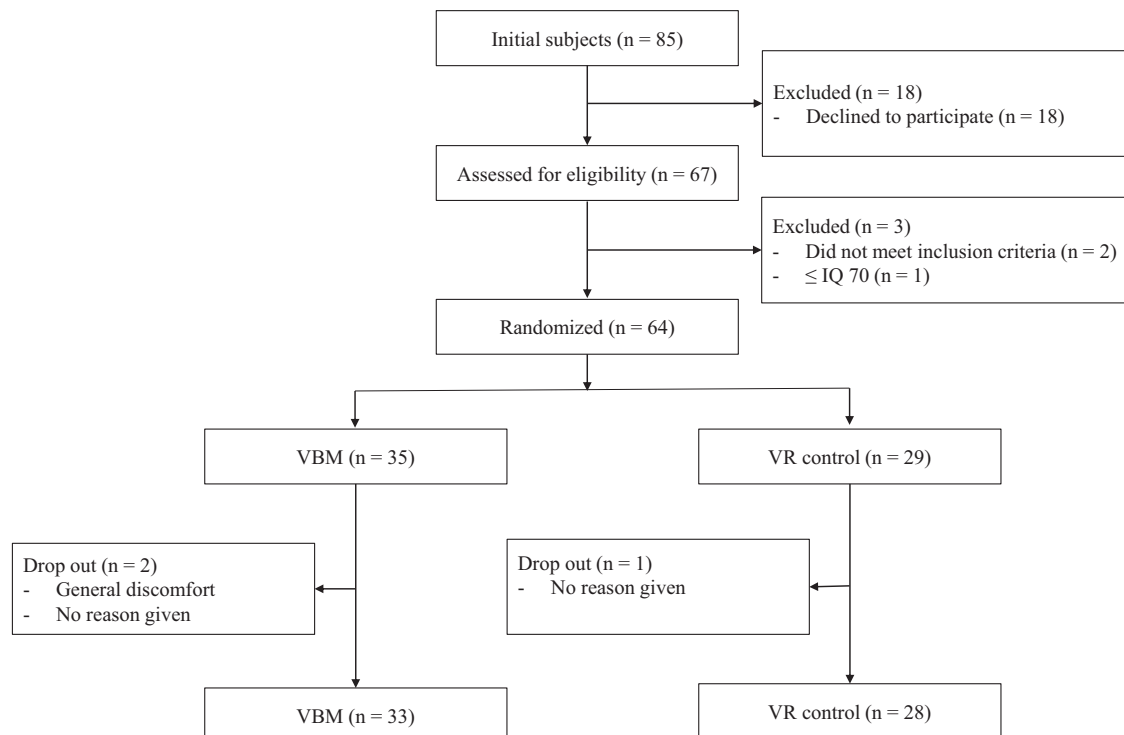 Initial subjects (n = 85)
Excluded (n = 18)
- Declined to participate (n = 18)
Assessed for eligibility (n = 67)
Excluded (n = 3)
- Did not meet inclusion criteria (n = 2)
- ≤ IQ 70 (n = 1)
Randomized (n = 64)
VBM (n = 35)
VR control (n = 29)
Drop out (n = 2)
- General discomfort
- No reason given
Drop out (n = 1)
- No reason given
VBM (n = 33)
VR control (n = 28)